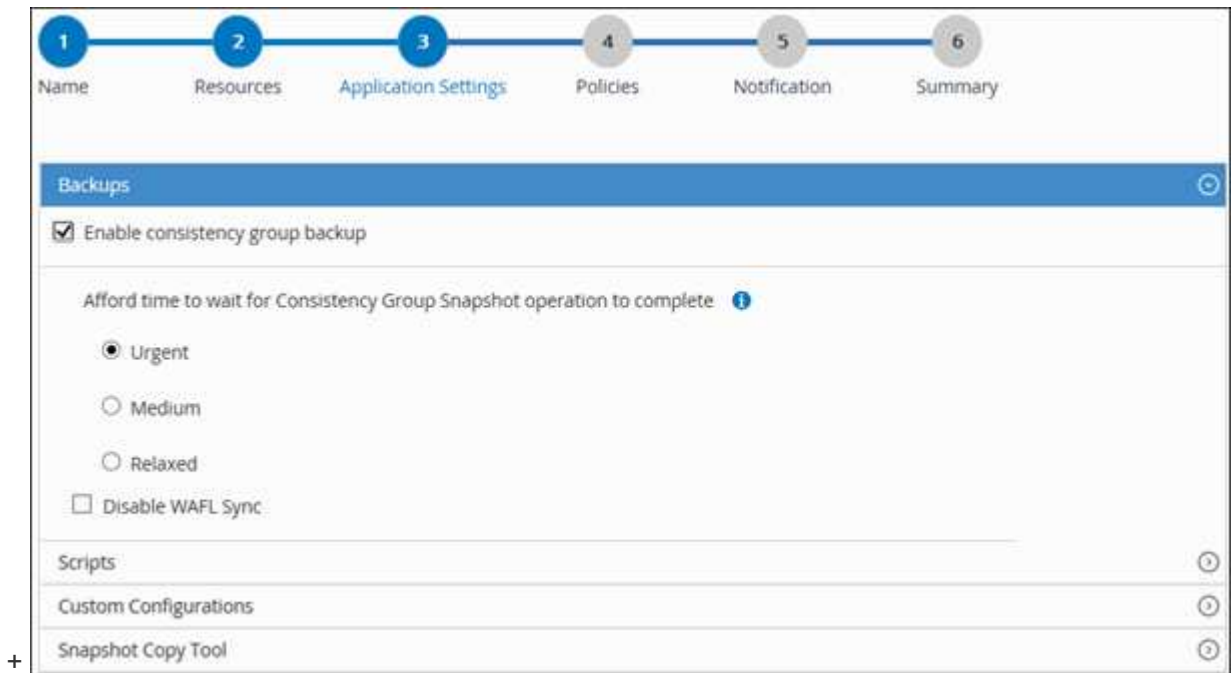 1 2 3 4 5 6
Name Resources Application Settings Policies Notification Summary
Backups
Enable consistency group backup
Afford time to wait for Consistency Group Snapshot operation to complete i
Urgent
Medium
Relaxed
Disable WAFL Sync
Scripts
Custom Configurations
Snapshot Copy Tool
+